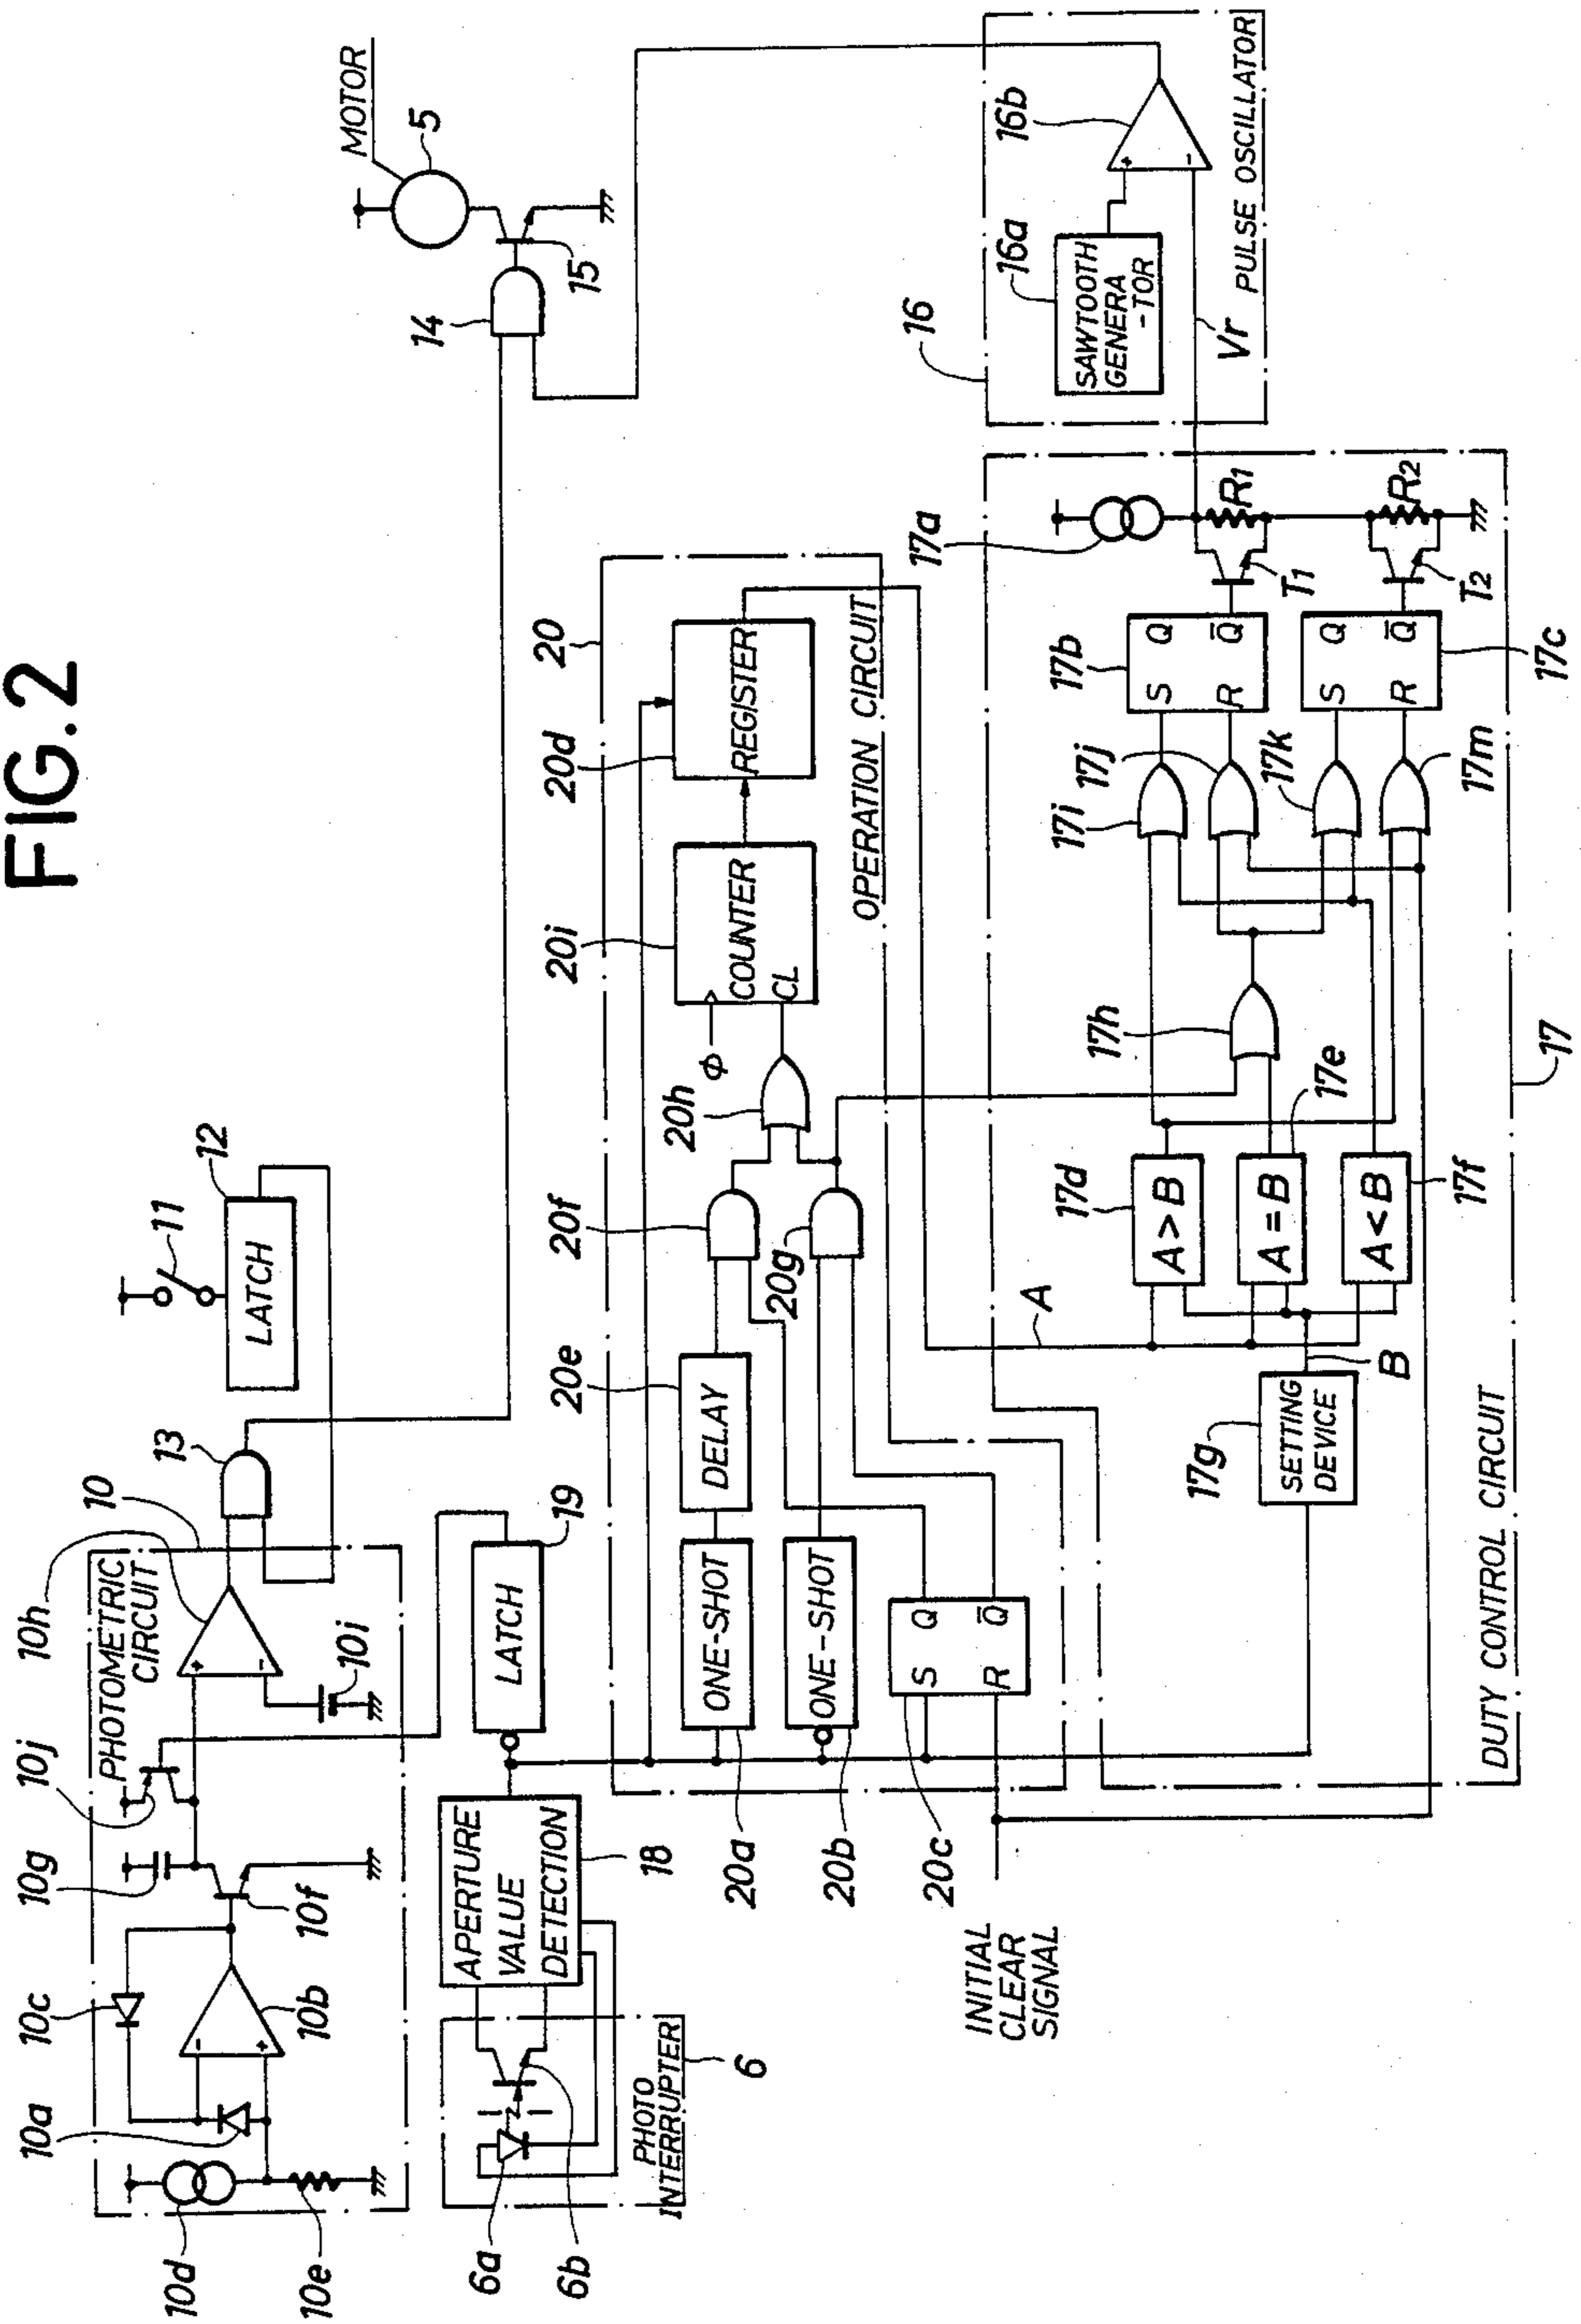 FIG.2
10
10h
PHOTOMETRIC
CIRCUIT
10j
10g
10c
10a
10d
10e
10b
10f
10i
+
-
-
+
13
12
11
LATCH
19
LATCH
14
15
MOTOR
5
APERTURE
VALUE
DETECTION
18
6a
6b
PHOTO
INTERRUPTER
6
20
OPERATION CIRCUIT
20a
ONE-SHOT
20b
ONE-SHOT
20c
S Q
R Q̅
20e
DELAY
20f
20g
20h
Φ
20i
COUNTER
CL
20d
REGISTER
INITIAL
CLEAR
SIGNAL
16
16a
SAWTOOTH
GENERA
-TOR
16b
+
-
Vr
PULSE OSCILLATOR
17
DUTY CONTROL CIRCUIT
17g
SETTING
DEVICE
A
B
17d
A>B
17e
A=B
17f
A<B
17h
17i
17j
17k
17m
17b
S Q
R Q̅
17c
S Q
R Q̅
17a
T1
T2
R1
R2